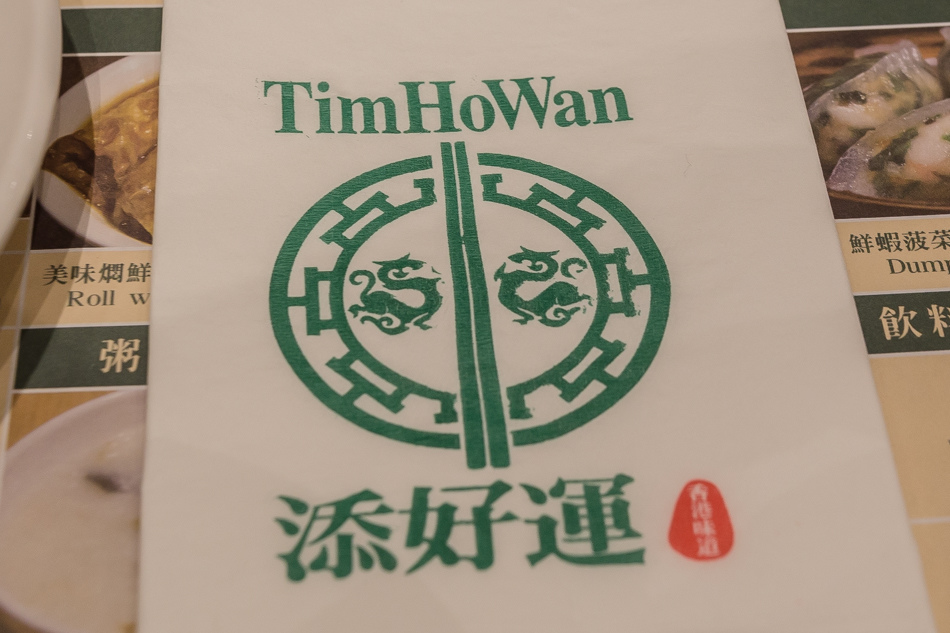 TimHoWan
添好運
香港味道
美味燜鮮
Roll w
粥
鮮蝦菠菜
Dump
飲料